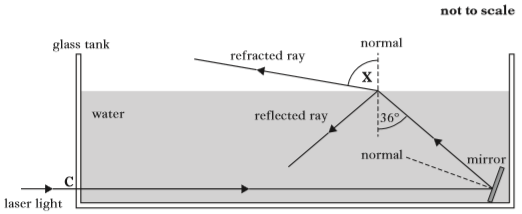 not to scale
glass tank
normal
refracted ray
X
water
reflected ray
36°
normal
mirror
C
laser light